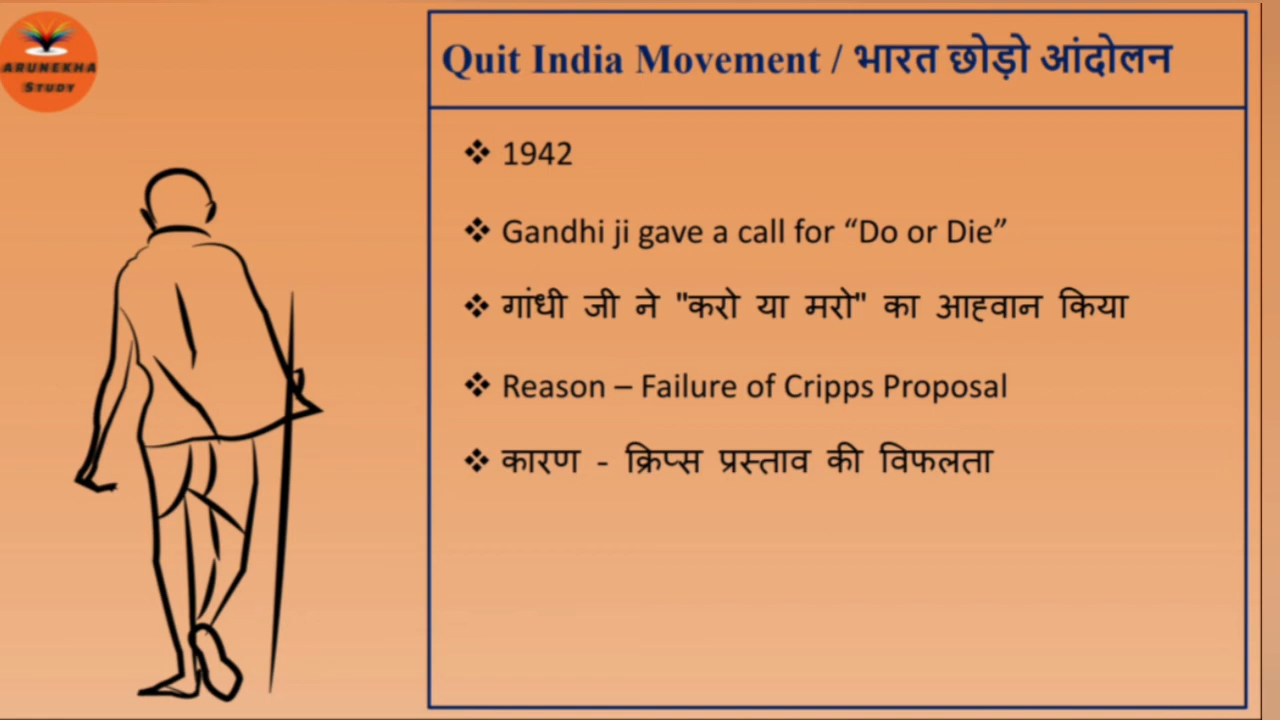 ARUNEKHA
STUDY
Quit India Movement / भारत छोड़ो आंदोलन
❖ 1942
❖ Gandhi ji gave a call for “Do or Die”
❖ गांधी जी ने "करो या मरो" का आह्वान किया
❖ Reason – Failure of Cripps Proposal
❖ कारण - क्रिप्स प्रस्ताव की विफलता